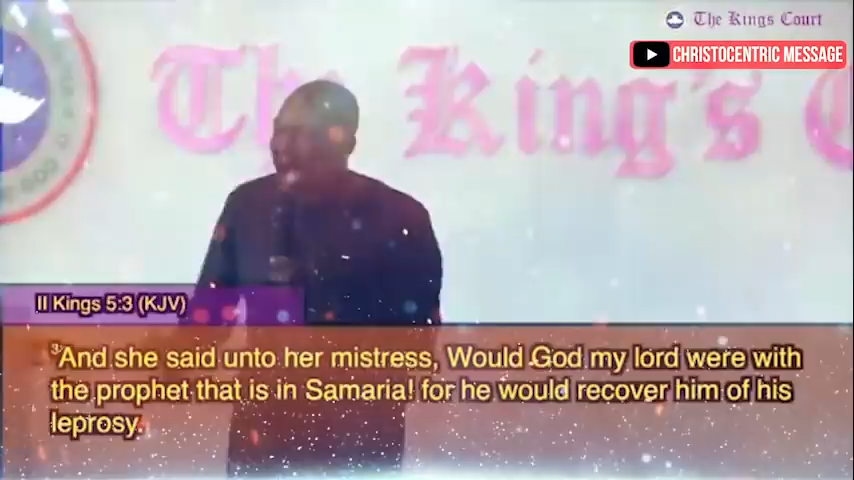 The Kings Court
CHRISTOCENTRIC MESSAGE
The King's C
II Kings 5:3 (KJV)
3And she said unto her mistress, Would God my lord were with
the prophet that is in Samaria! for he would recover him of his
leprosy.